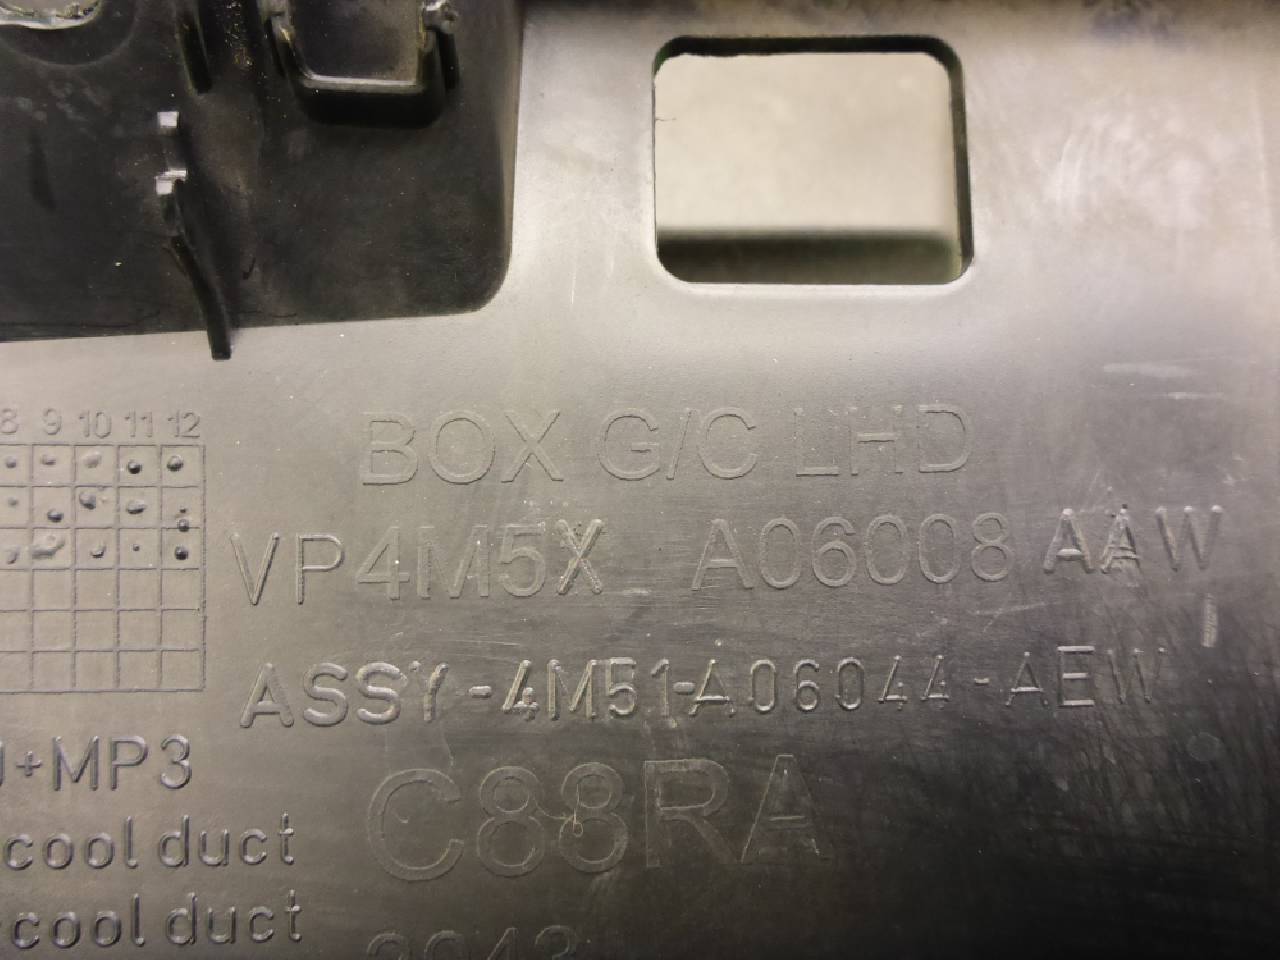 8 9 10 11 12
BOX G/C LHD
VP4M5X A06008 AAW
ASSY-4M51-A06044-AEW
+MP3
C88RA
cool duct
cool duct